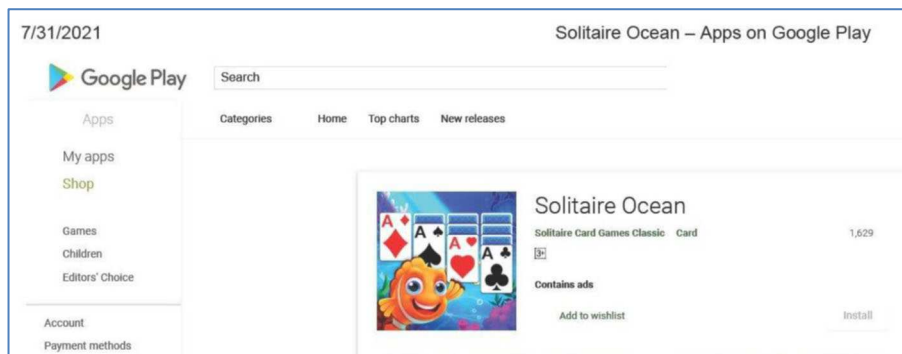 7/31/2021 Solitaire Ocean – Apps on Google Play
Google Play
Search
Apps
Categories Home Top charts New releases
My apps
Shop
Games
Children
Editors' Choice
Account
Payment methods
Solitaire Ocean
Solitaire Card Games Classic Card 1,629
3+
Contains ads
Add to wishlist Install
A A A A